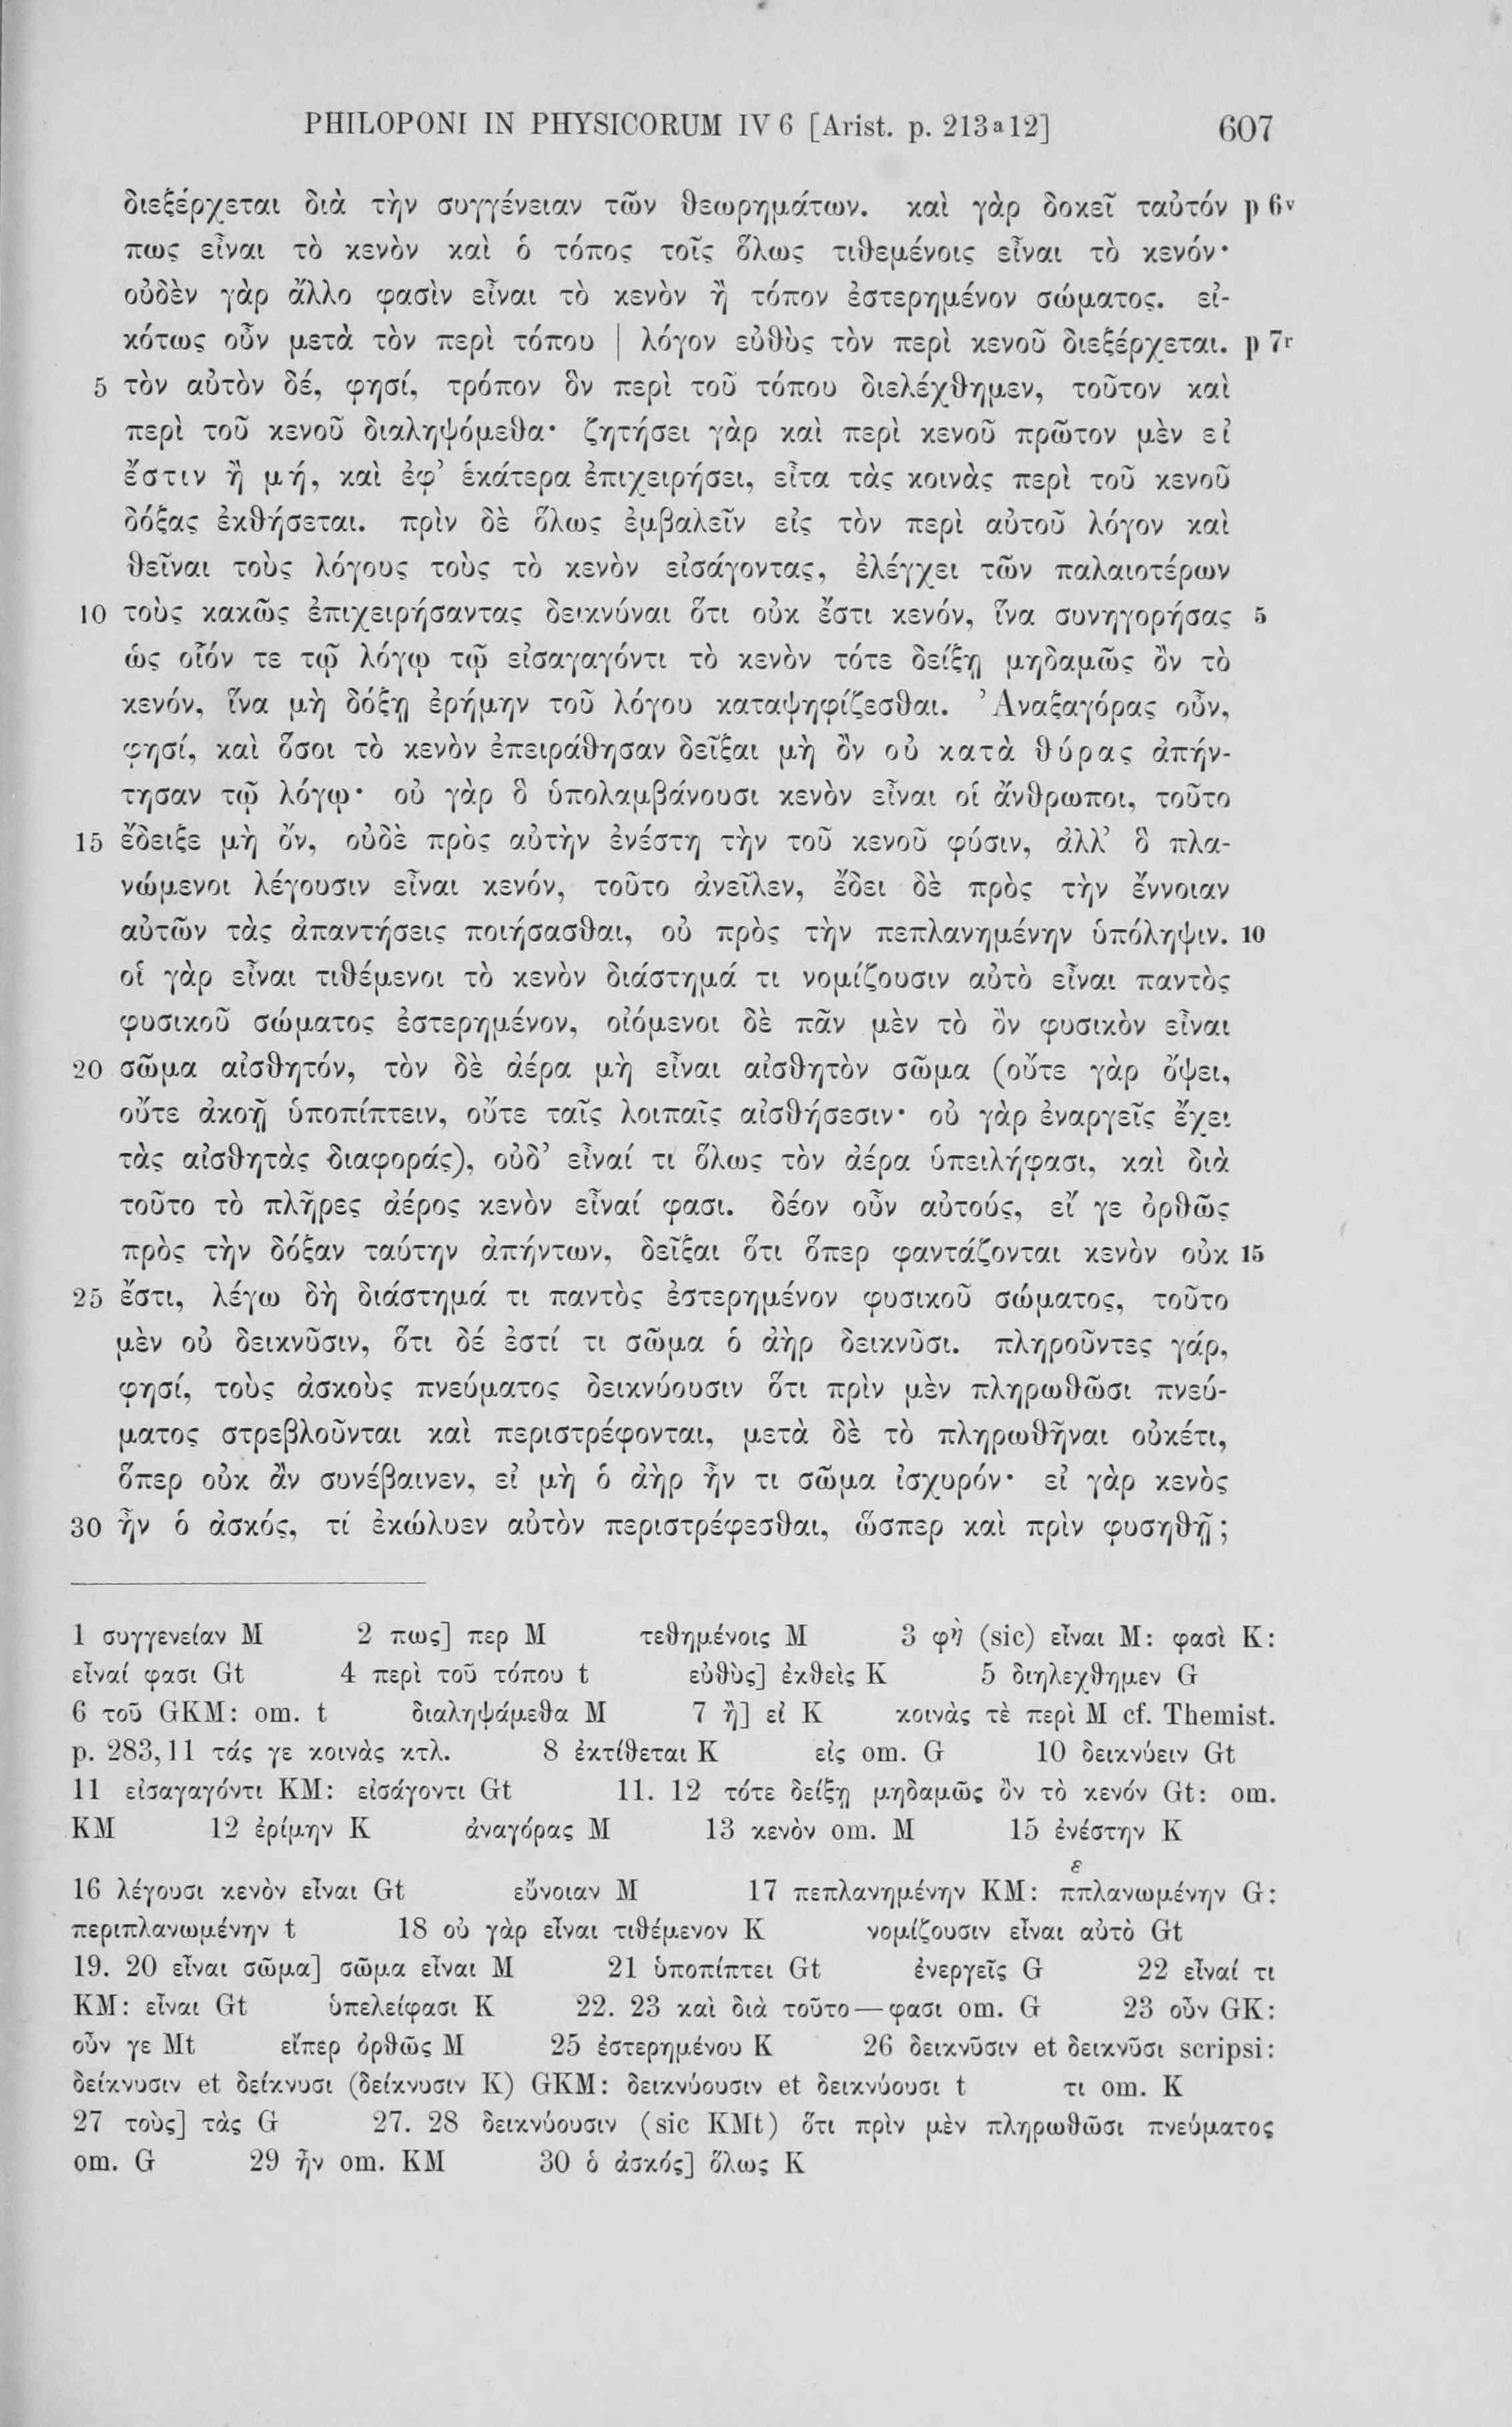 PHILOPONI IN PHYSICORUM IV 6 [Arist. p. 213a12] 607
διεξέρχεται διὰ τὴν συγγένειαν τῶν θεωρημάτων. καὶ γὰρ δοκεῖ ταὐτόν p 6v
πως εἶναι τὸ κενὸν καὶ ὁ τόπος τοῖς ὅλως τιθεμένοις εἶναι τὸ κενόν·
οὐδὲν γὰρ ἄλλο φασὶν εἶναι τὸ κενὸν ἢ τόπον ἐστερημένον σώματος. εἰ-
κότως οὖν μετὰ τὸν περὶ τόπου | λόγον εὐθὺς τὸν περὶ κενοῦ διεξέρχεται. p 7r
5 τὸν αὐτὸν δέ, φησί, τρόπον ὃν περὶ τοῦ τόπου διελέχθημεν, τοῦτον καὶ
περὶ τοῦ κενοῦ διαληψόμεθα· ζητήσει γὰρ καὶ περὶ κενοῦ πρῶτον μὲν εἰ
ἔστιν ἢ μή, καὶ ἐφ’ ἑκάτερα ἐπιχειρήσει, εἶτα τὰς κοινὰς περὶ τοῦ κενοῦ
δόξας ἐκθήσεται. πρὶν δὲ ὅλως ἐμβαλεῖν εἰς τὸν περὶ αὐτοῦ λόγον καὶ
θεῖναι τοὺς λόγους τοὺς τὸ κενὸν εἰσάγοντας, ἐλέγχει τῶν παλαιοτέρων
10 τοὺς κακῶς ἐπιχειρήσαντας δεικνύναι ὅτι οὐκ ἔστι κενόν, ἵνα συνηγορήσας 5
ὡς οἷόν τε τῷ λόγῳ τῷ εἰσαγαγόντι τὸ κενὸν τότε δείξῃ μηδαμῶς ὂν τὸ
κενόν, ἵνα μὴ δόξῃ ἐρήμην τοῦ λόγου καταψηφίζεσθαι. Ἀναξαγόρας οὖν,
φησί, καὶ ὅσοι τὸ κενὸν ἐπειράθησαν δεῖξαι μὴ ὂν οὐ κατὰ θύρας ἀπήν-
τησαν τῷ λόγῳ· οὐ γὰρ ὃ ὑπολαμβάνουσι κενὸν εἶναι οἱ ἄνθρωποι, τοῦτο
15 ἔδειξε μὴ ὄν, οὐδὲ πρὸς αὐτὴν ἐνέστη τὴν τοῦ κενοῦ φύσιν, ἀλλ’ ὃ πλα-
νώμενοι λέγουσιν εἶναι κενόν, τοῦτο ἀνεῖλεν, ἔδει δὲ πρὸς τὴν ἔννοιαν
αὐτῶν τὰς ἀπαντήσεις ποιήσασθαι, οὐ πρὸς τὴν πεπλανημένην ὑπόληψιν. 10
οἱ γὰρ εἶναι τιθέμενοι τὸ κενὸν διάστημά τι νομίζουσιν αὐτὸ εἶναι παντὸς
φυσικοῦ σώματος ἐστερημένον, οἰόμενοι δὲ πᾶν μὲν τὸ ὂν φυσικὸν εἶναι
20 σῶμα αἰσθητόν, τὸν δὲ ἀέρα μὴ εἶναι αἰσθητὸν σῶμα (οὔτε γὰρ ὄψει,
οὔτε ἀκοῇ ὑποπίπτειν, οὔτε ταῖς λοιπαῖς αἰσθήσεσιν· οὐ γὰρ ἐναργεῖς ἔχει
τὰς αἰσθητὰς διαφοράς), οὐδ’ εἶναί τι ὅλως τὸν ἀέρα ὑπειλήφασι, καὶ διὰ
τοῦτο τὸ πλῆρες ἀέρος κενὸν εἶναί φασι. δέον οὖν αὐτούς, εἴ γε ὀρθῶς
πρὸς τὴν δόξαν ταύτην ἀπήντων, δεῖξαι ὅτι ὅπερ φαντάζονται κενὸν οὐκ 15
25 ἔστι, λέγω δὴ διάστημά τι παντὸς ἐστερημένον φυσικοῦ σώματος, τοῦτο
μὲν οὐ δεικνῦσιν, ὅτι δέ ἐστί τι σῶμα ὁ ἀὴρ δεικνῦσι. πληροῦντες γάρ,
φησί, τοὺς ἀσκοὺς πνεύματος δεικνύουσιν ὅτι πρὶν μὲν πληρωθῶσι πνεύ-
ματος στρεβλοῦνται καὶ περιστρέφονται, μετὰ δὲ τὸ πληρωθῆναι οὐκέτι,
ὅπερ οὐκ ἂν συνέβαινεν, εἰ μὴ ὁ ἀὴρ ἦν τι σῶμα ἰσχυρόν· εἰ γὰρ κενὸς
30 ἦν ὁ ἀσκός, τί ἐκώλυεν αὐτὸν περιστρέφεσθαι, ὥσπερ καὶ πρὶν φυσηθῇ;
1 συγγενείαν M 2 πως] περ M τεθημένοις M 3 φὴ (sic) εἶναι M: φασὶ K:
εἶναί φασι Gt 4 περὶ τοῦ τόπου t εὐθὺς] ἐκθεὶς K 5 διηλεχθημεν G
6 τοῦ GKM: om. t διαληψάμεθα M 7 ἢ] εἰ K κοινὰς τὲ περὶ M cf. Themist.
p. 283,11 τάς γε κοινὰς κτλ. 8 ἐκτίθεται K εἰς om. G 10 δεικνύειν Gt
11 εἰσαγαγόντι KM: εἰσάγοντι Gt 11. 12 τότε δείξῃ μηδαμῶς ὂν τὸ κενόν Gt: om.
KM 12 ἐρίμην K ἀναγόρας M 13 κενὸν om. M 15 ἐνέστην K
16 λέγουσι κενὸν εἶναι Gt εὔνοιαν M 17 πεπλανημένην KM: π̅πλανωμένην G:
περιπλανωμένην t 18 οὐ γὰρ εἶναι τιθέμενον K νομίζουσιν εἶναι αὐτὸ Gt
19. 20 εἶναι σῶμα] σῶμα εἶναι M 21 ὑποπίπτει Gt ἐνεργεῖς G 22 εἶναί τι
KM: εἶναι Gt ὑπελείφασι K 22. 23 καὶ διὰ τοῦτο—φασι om. G 23 οὖν GK:
οὖν γε Mt εἴπερ ὀρθῶς M 25 ἐστερημένου K 26 δεικνῦσιν et δεικνῦσι scripsi:
δείκνυσιν et δείκνυσι (δείκνυσιν K) GKM: δεικνύουσιν et δεικνύουσι t τι om. K
27 τοὺς] τὰς G 27. 28 δεικνύουσιν (sic KMt) ὅτι πρὶν μὲν πληρωθῶσι πνεύματος
om. G 29 ἦν om. KM 30 ὁ ἀσκός] ὅλως K